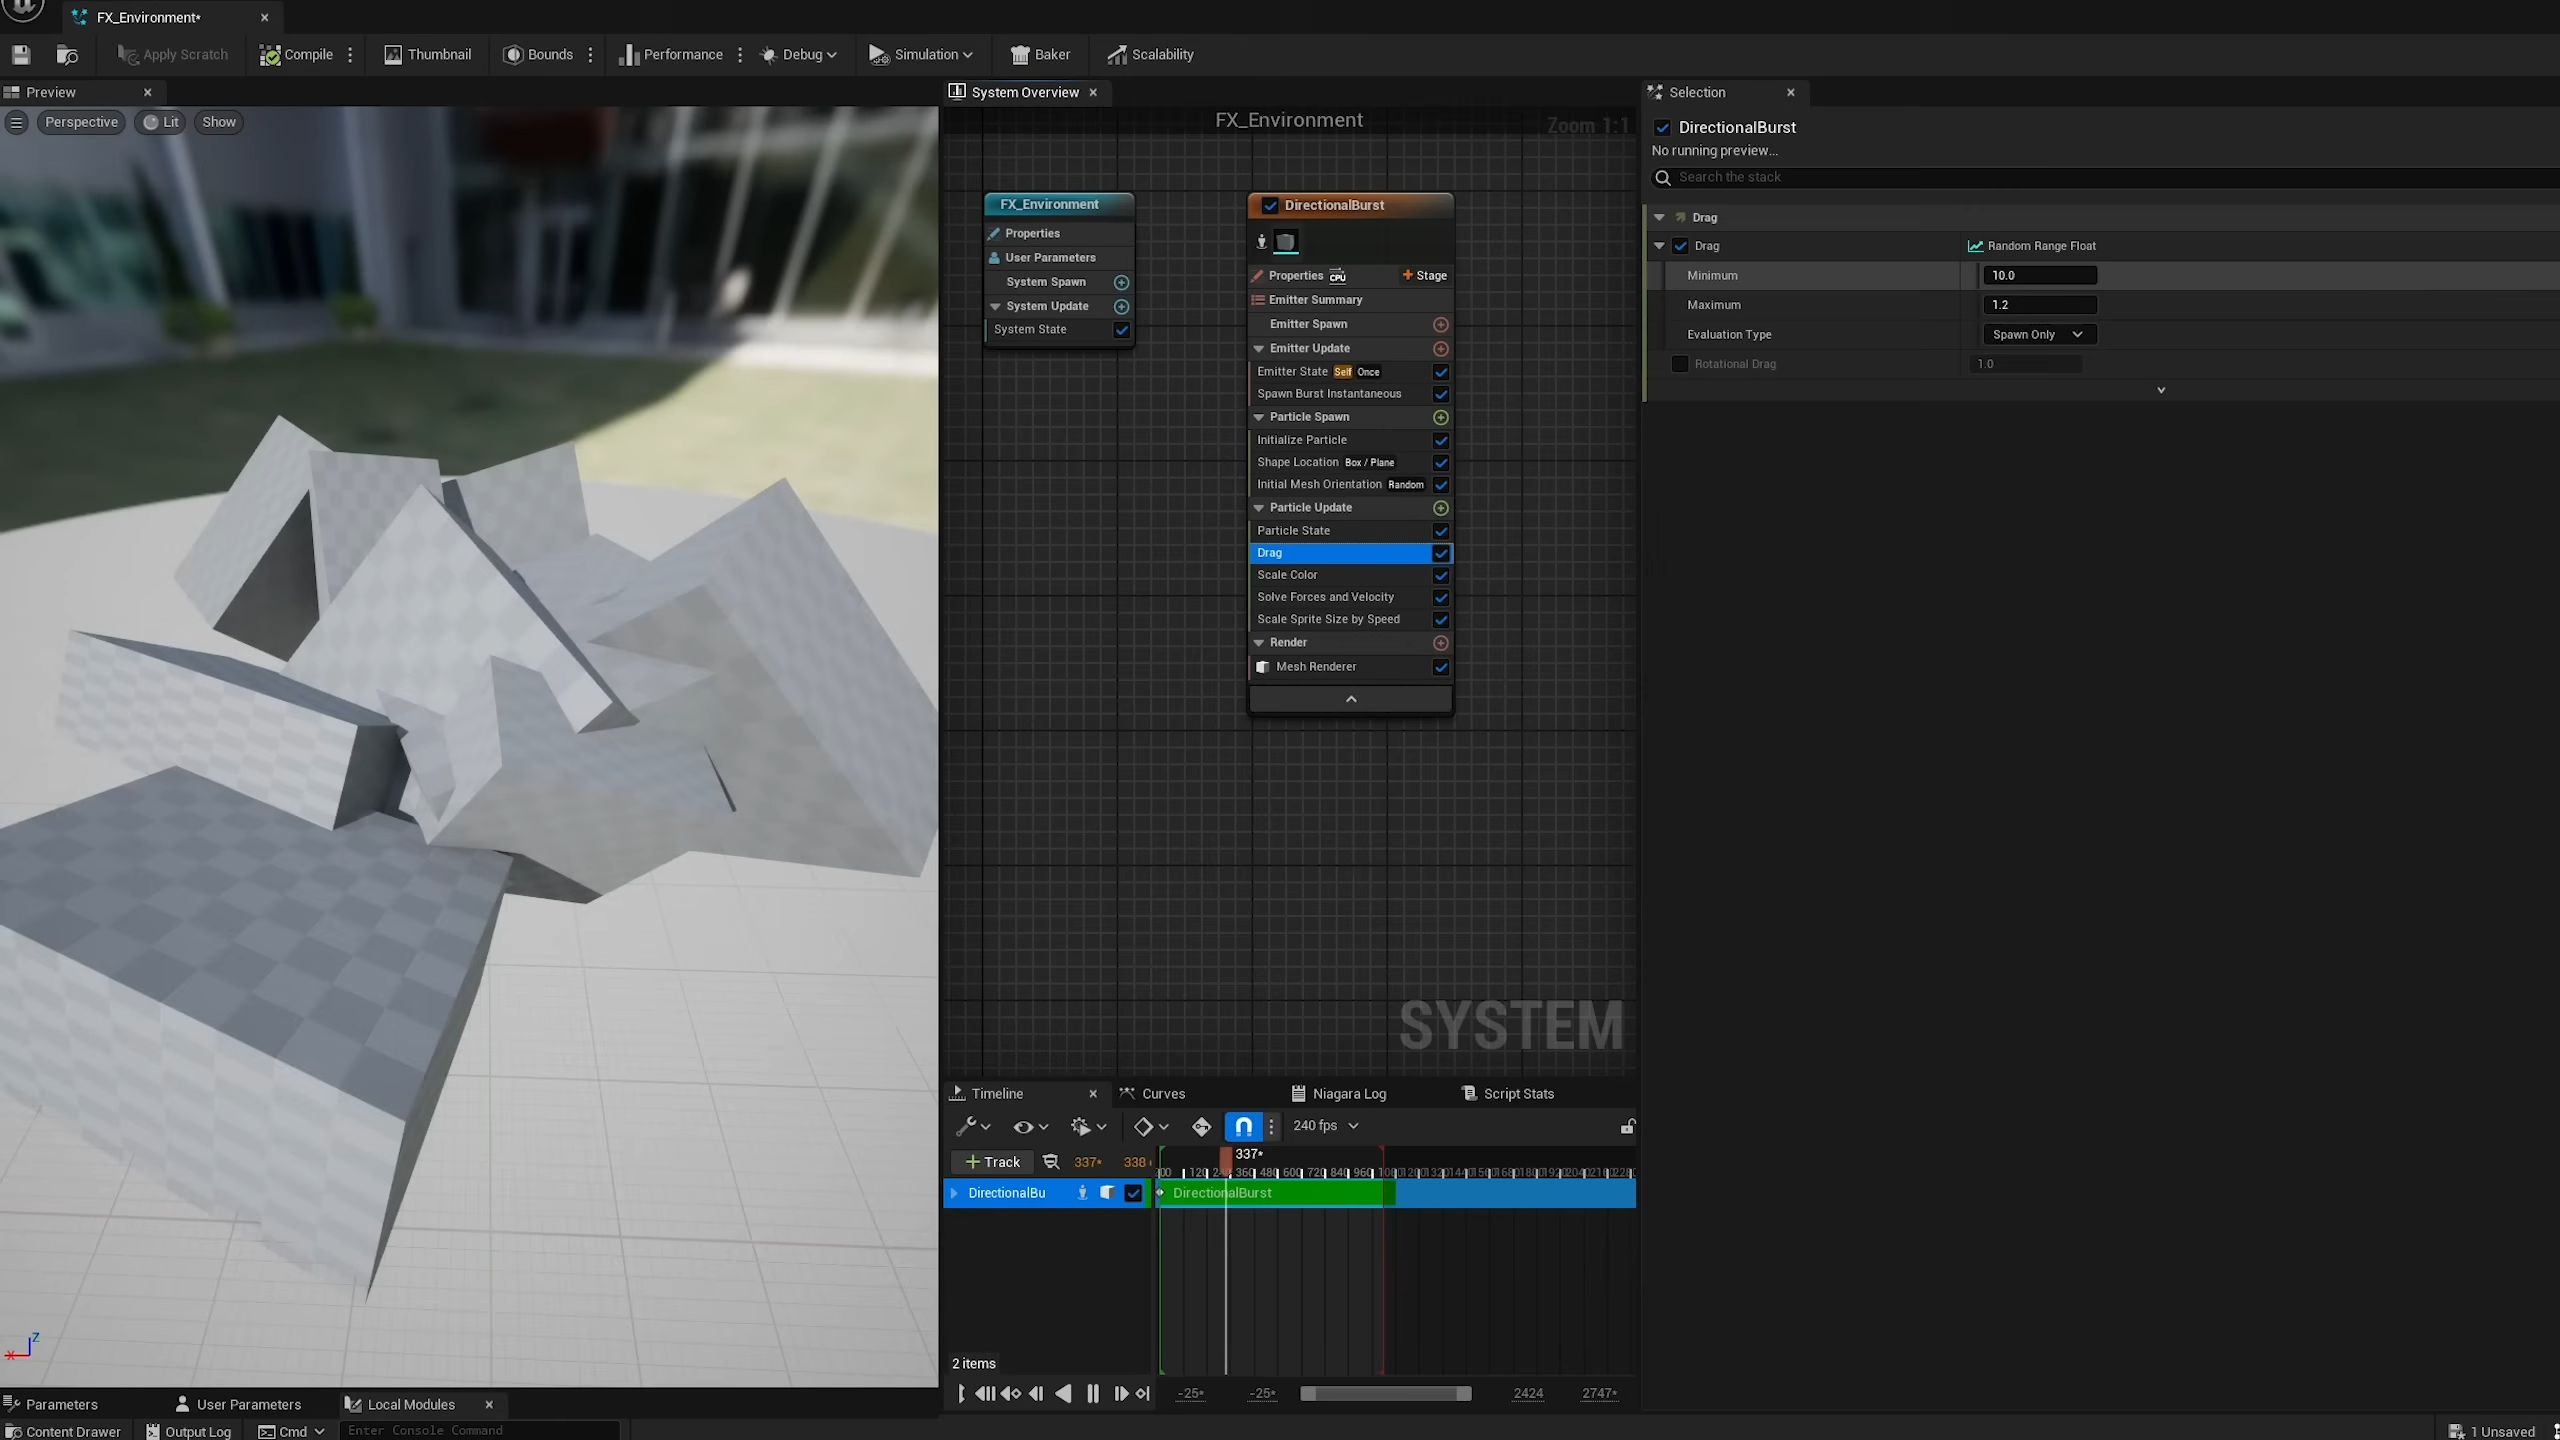 FX_Environment*
Apply Scratch
Compile
Thumbnail
Bounds
Performance
Debug
Simulation
Baker
Scalability
Preview
Perspective
Lit
Show
System Overview
FX_Environment
Zoom 1:1
FX_Environment
Properties
User Parameters
System Spawn
System Update
System State
DirectionalBurst
Properties CPU
Stage
Emitter Summary
Emitter Spawn
Emitter Update
Emitter State Self Once
Spawn Burst Instantaneous
Particle Spawn
Initialize Particle
Shape Location Box / Plane
Initial Mesh Orientation Random
Particle Update
Particle State
Drag
Scale Color
Solve Forces and Velocity
Scale Sprite Size by Speed
Render
Mesh Renderer
SYSTEM
Selection
DirectionalBurst
No running preview...
Search the stack
Drag
Drag
Random Range Float
Minimum
10.0
Maximum
1.2
Evaluation Type
Spawn Only
Rotational Drag
1.0
Timeline
Curves
Niagara Log
Script Stats
240 fps
Track
337*
338
337*
120
360
480
600
720
840
960
DirectionalBu
DirectionalBurst
2 items
-25*
-25*
2424
2747*
Z
X
Parameters
User Parameters
Local Modules
Content Drawer
Output Log
Cmd
Enter Console Command
1 Unsaved